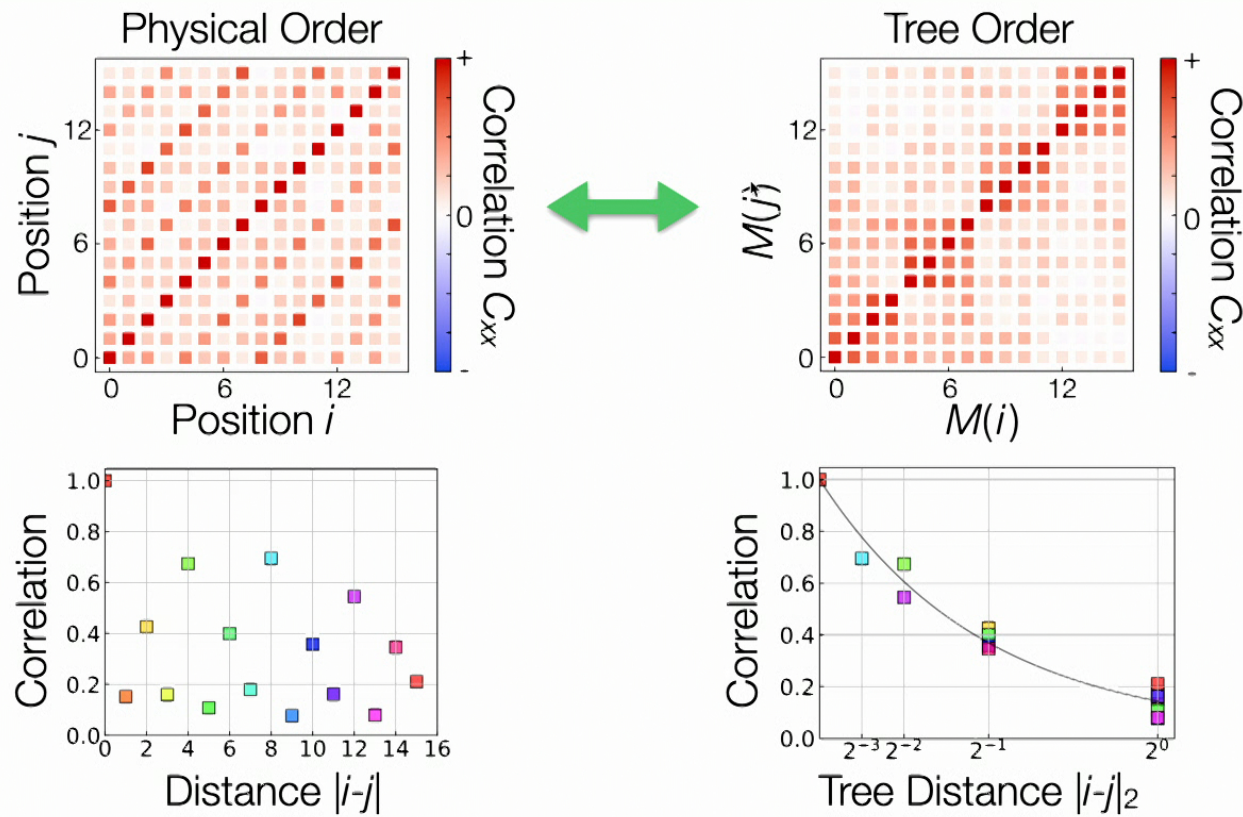 Physical Order
Position j
12
6
0
0
6
12
Position i
+
0
-
Correlation Cxx
Tree Order
M(j)
12
6
0
0
6
12
M(i)
+
0
-
Correlation Cxx
Correlation
1.0
0.8
0.6
0.4
0.2
0.0
0 2 4 6 8 10 12 14 16
Distance |i-j|
Correlation
1.0
0.8
0.6
0.4
0.2
0.0
2⁻³ 2⁻² 2⁻¹ 2⁰
Tree Distance |i-j|₂